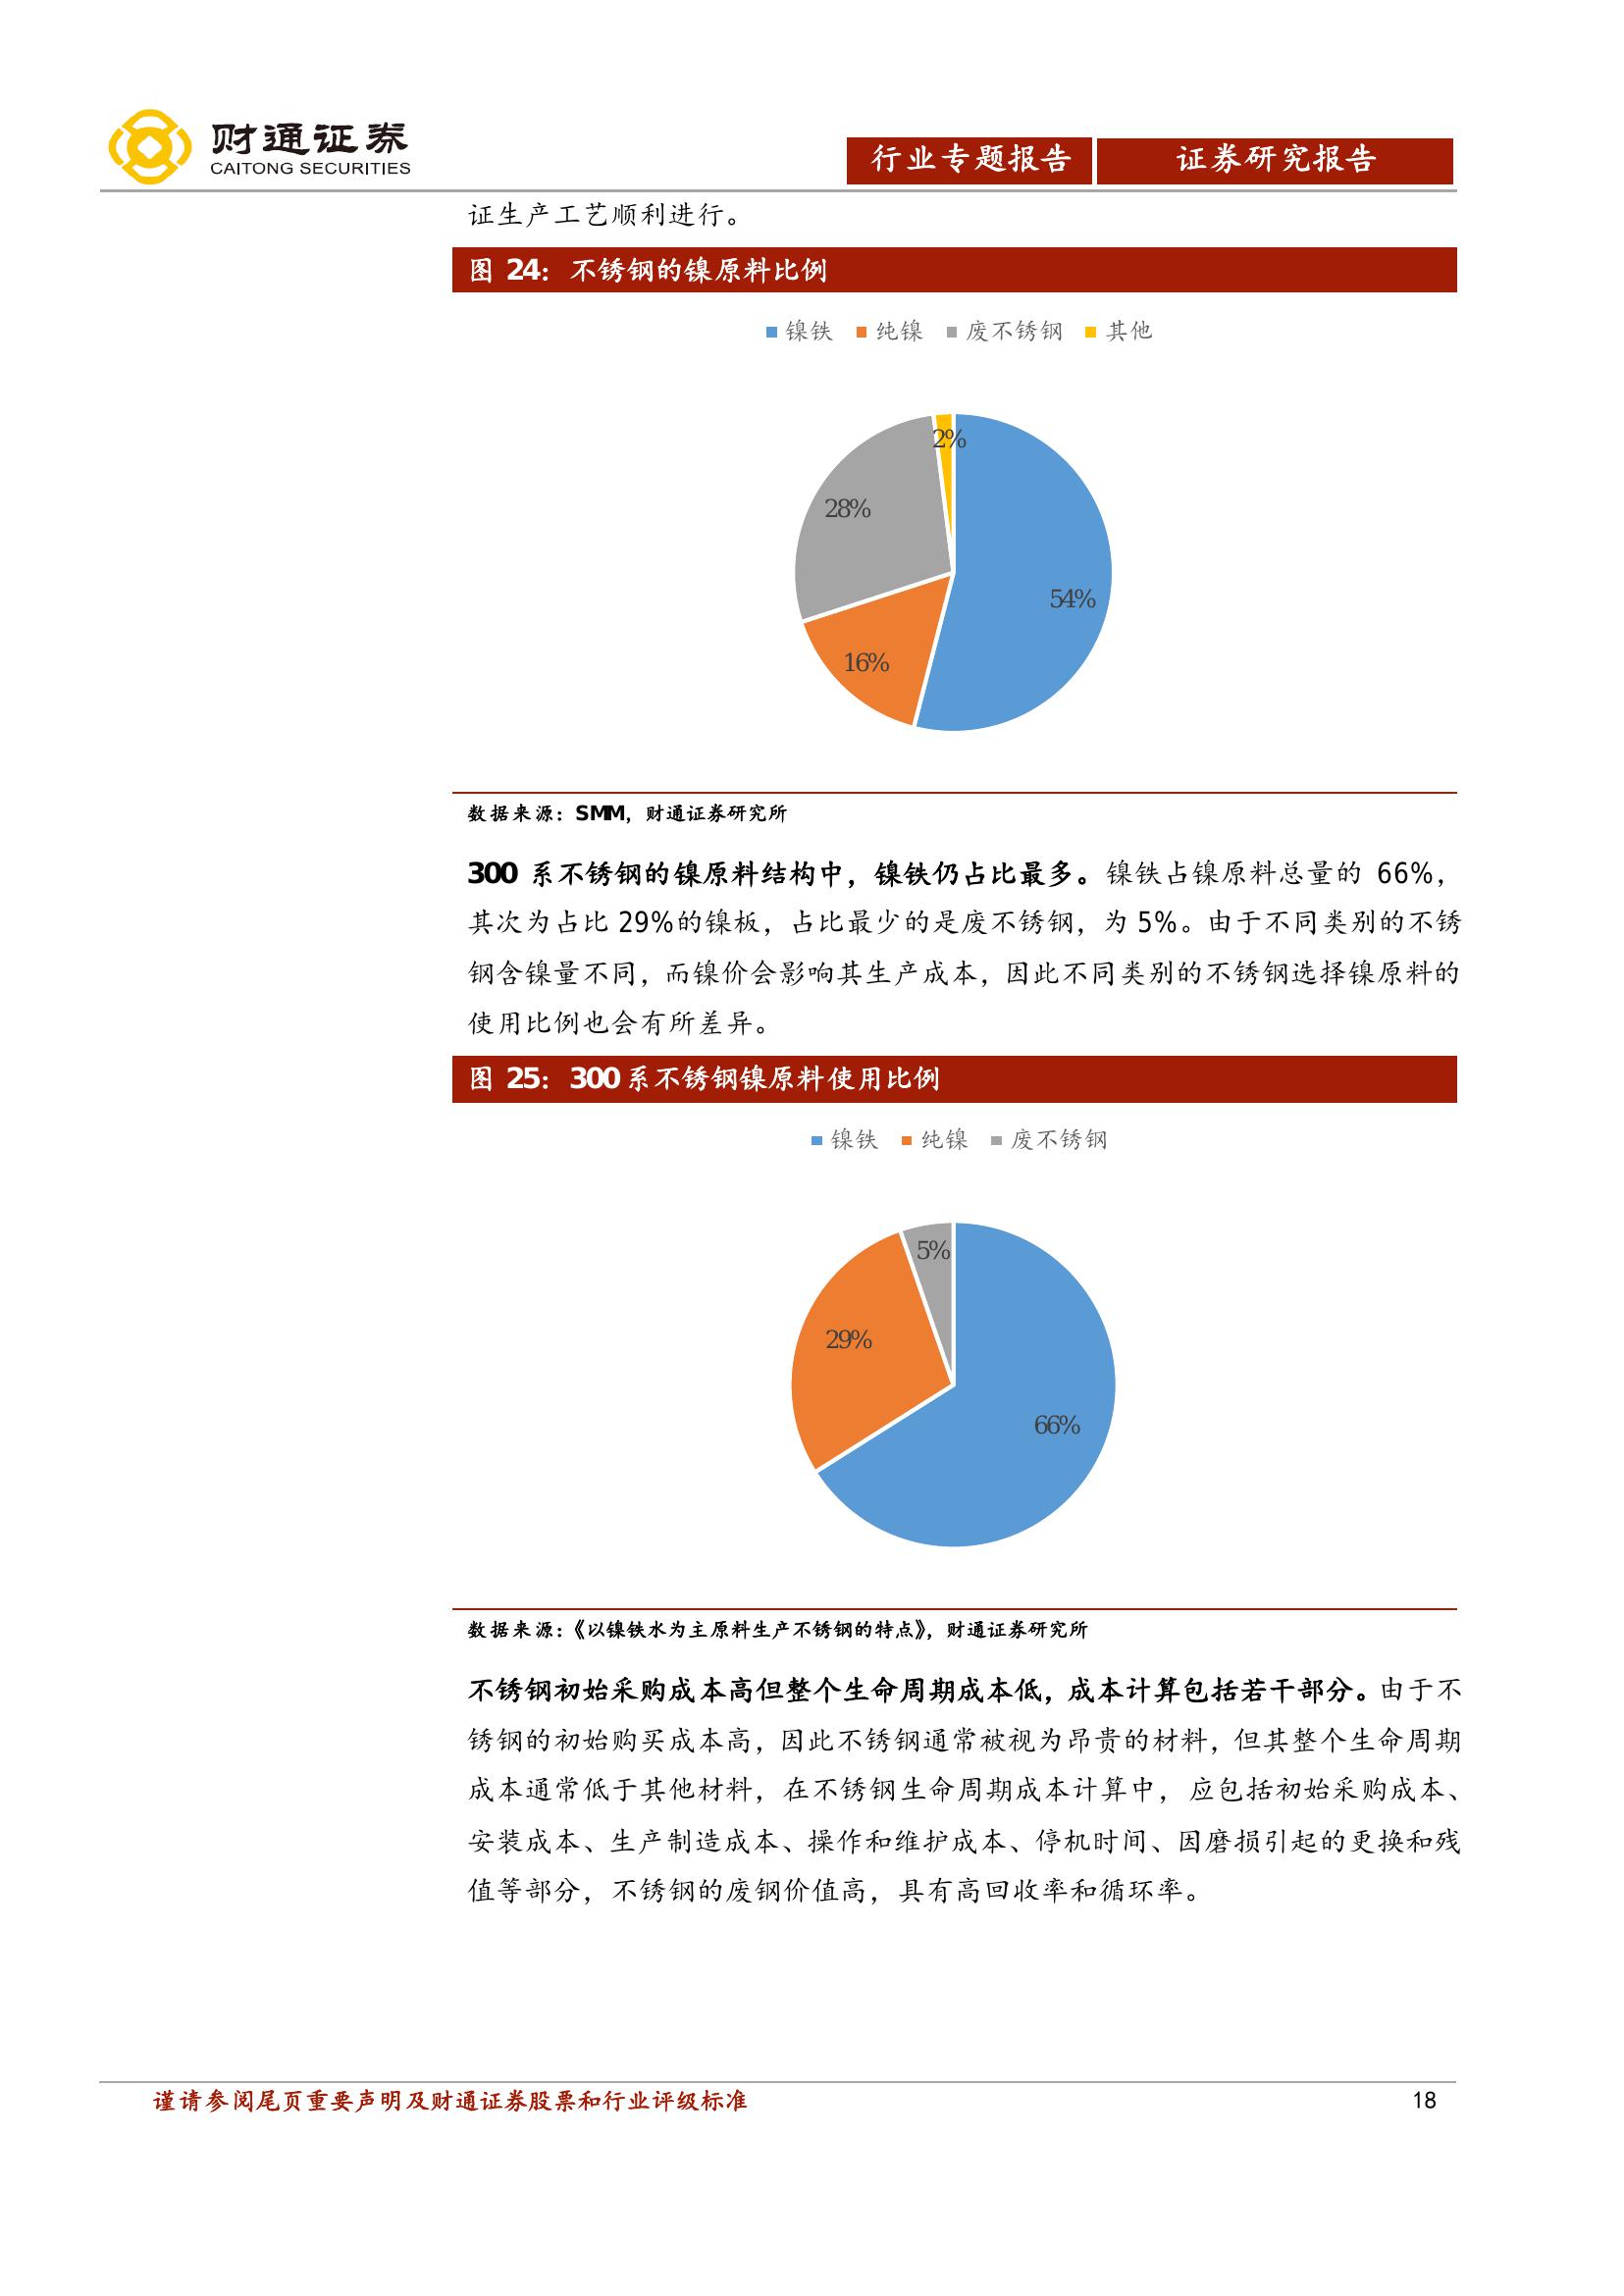 财通证券
CAITONG SECURITIES
行业专题报告
证券研究报告
证生产工艺顺利进行。
图 24：不锈钢的镍原料比例
镍铁 纯镍 废不锈钢 其他
2%
28%
54%
16%
数据来源：SMM，财通证券研究所
300 系不锈钢的镍原料结构中，镍铁仍占比最多。镍铁占镍原料总量的 66%，
其次为占比 29%的镍板，占比最少的是废不锈钢，为 5%。由于不同类别的不锈
钢含镍量不同，而镍价会影响其生产成本，因此不同类别的不锈钢选择镍原料的
使用比例也会有所差异。
图 25：300 系不锈钢镍原料使用比例
镍铁 纯镍 废不锈钢
5%
29%
66%
数据来源：《以镍铁水为主原料生产不锈钢的特点》，财通证券研究所
不锈钢初始采购成本高但整个生命周期成本低，成本计算包括若干部分。由于不
锈钢的初始购买成本高，因此不锈钢通常被视为昂贵的材料，但其整个生命周期
成本通常低于其他材料，在不锈钢生命周期成本计算中，应包括初始采购成本、
安装成本、生产制造成本、操作和维护成本、停机时间、因磨损引起的更换和残
值等部分，不锈钢的废钢价值高，具有高回收率和循环率。
谨请参阅尾页重要声明及财通证券股票和行业评级标准
18